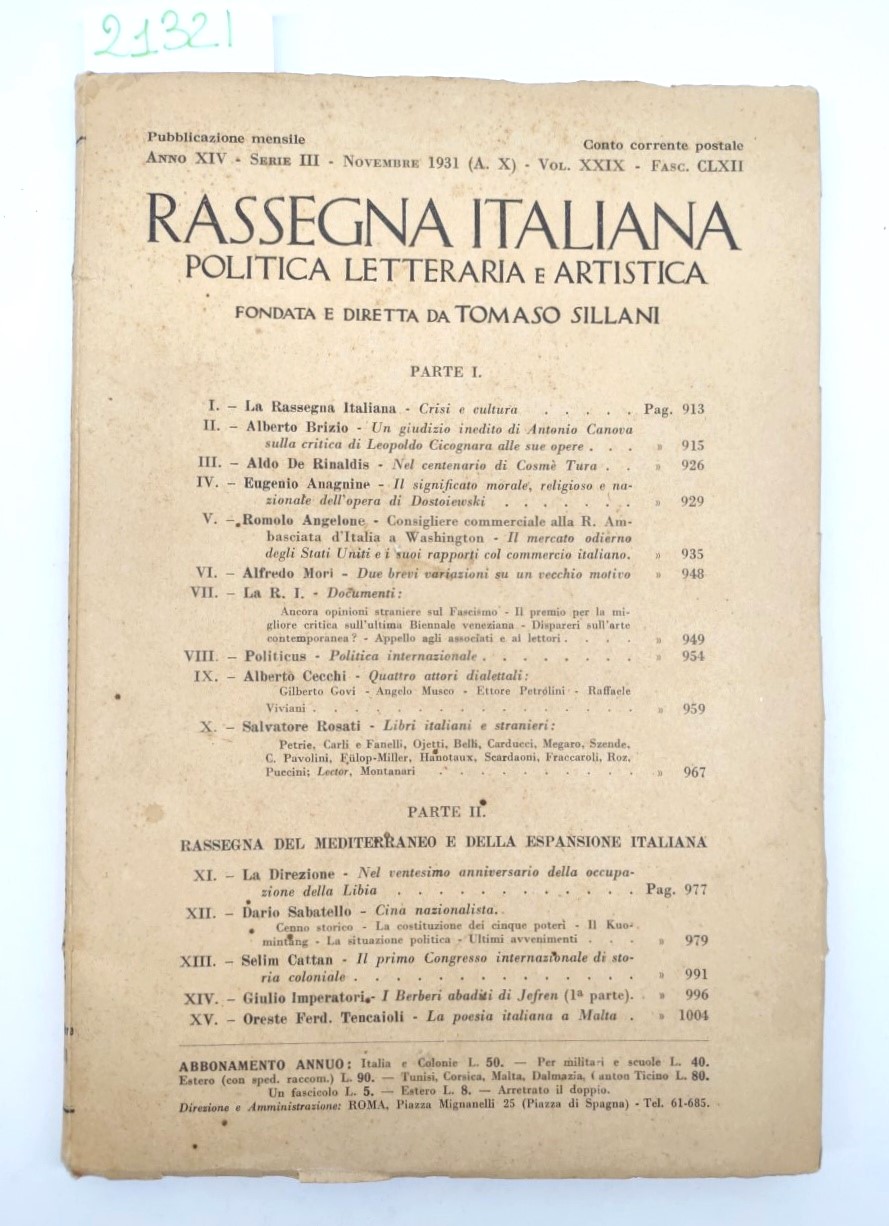 21321
Pubblicazione mensile
Conto corrente postale
ANNO XIV - SERIE III - NOVEMBRE 1931 (A. X) - VOL. XXIX - FASC. CLXII
RASSEGNA ITALIANA
POLITICA LETTERARIA E ARTISTICA
FONDATA E DIRETTA DA TOMASO SILLANI
PARTE I.
I. – La Rassegna Italiana - Crisi e cultura . . . . . Pag. 913
II. – Alberto Brizio - Un giudizio inedito di Antonio Canova
sulla critica di Leopoldo Cicognara alle sue opere . . . » 915
III. – Aldo De Rinaldis - Nel centenario di Cosmè Tura . . » 926
IV. – Eugenio Anagnine - Il significato morale, religioso e na-
zionale dell'opera di Dostoiewski . . . . . . . » 929
V. – Romolo Angelone - Consigliere commerciale alla R. Am-
basciata d'Italia a Washington - Il mercato odierno
degli Stati Uniti e i suoi rapporti col commercio italiano. » 935
VI. – Alfredo Mori - Due brevi variazioni su un vecchio motivo » 948
VII. – La R. I. - Documenti:
Ancora opinioni straniere sul Fascismo - Il premio per la mi-
gliore critica sull'ultima Biennale veneziana - Dispareri sull'arte
contemporanea? - Appello agli associati e ai lettori . . . . » 949
VIII. – Politicus - Politica internazionale . . . . . . . . » 954
IX. – Alberto Cecchi - Quattro attori dialettali:
Gilberto Govi - Angelo Musco - Ettore Petrolini - Raffaele
Viviani . . . . . . . . . . . . . . . . » 959
X. – Salvatore Rosati - Libri italiani e stranieri:
Petrie, Carli e Fanelli, Ojetti, Belli, Carducci, Megaro, Szende,
C. Pavolini, Fülop-Miller, Hanotaux, Scardaoni, Fraccaroli, Roz,
Puccini; Lector, Montanari . . . . . . . . . . » 967
PARTE II.
RASSEGNA DEL MEDITERRANEO E DELLA ESPANSIONE ITALIANA
XI. – La Direzione - Nel ventesimo anniversario della occupa-
zione della Libia . . . . . . . . . . . . Pag. 977
XII. – Dario Sabatello - Cina nazionalista.
Cenno storico - La costituzione dei cinque poteri - Il Kuo-
mintang - La situazione politica - Ultimi avvenimenti . . . » 979
XIII. – Selim Cattan - Il primo Congresso internazionale di sto-
ria coloniale . . . . . . . . . . . . . . » 991
XIV. – Giulio Imperatori - I Berberi abaditi di Jefren (1ª parte). . » 996
XV. – Oreste Ferd. Tencaioli - La poesia italiana a Malta . » 1004
ABBONAMENTO ANNUO: Italia e Colonie L. 50. — Per militari e scuole L. 40.
Estero (con sped. raccom.) L. 90. — Tunisi, Corsica, Malta, Dalmazia, Canton Ticino L. 80.
Un fascicolo L. 5. — Estero L. 8. — Arretrato il doppio.
Direzione e Amministrazione: ROMA, Piazza Mignanelli 25 (Piazza di Spagna) - Tel. 61-685.